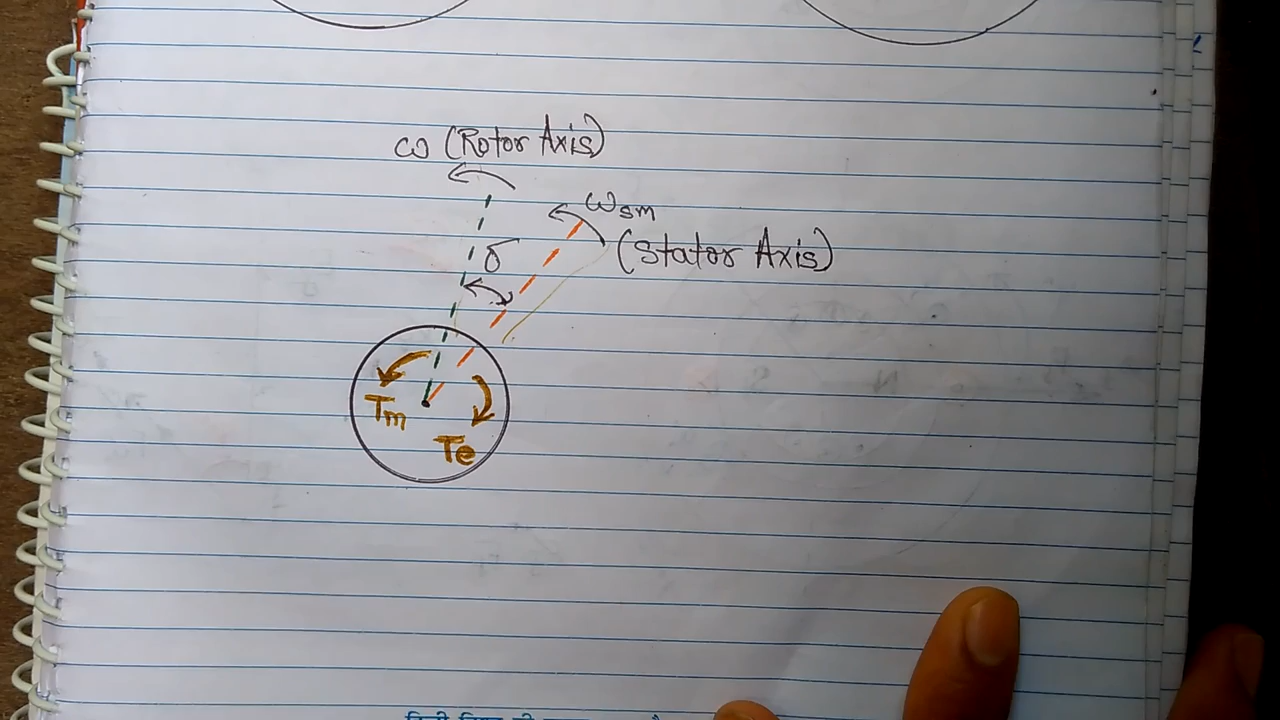 ω (Rotor Axis)
ωsm
(Stator Axis)
δ
Tm
Te